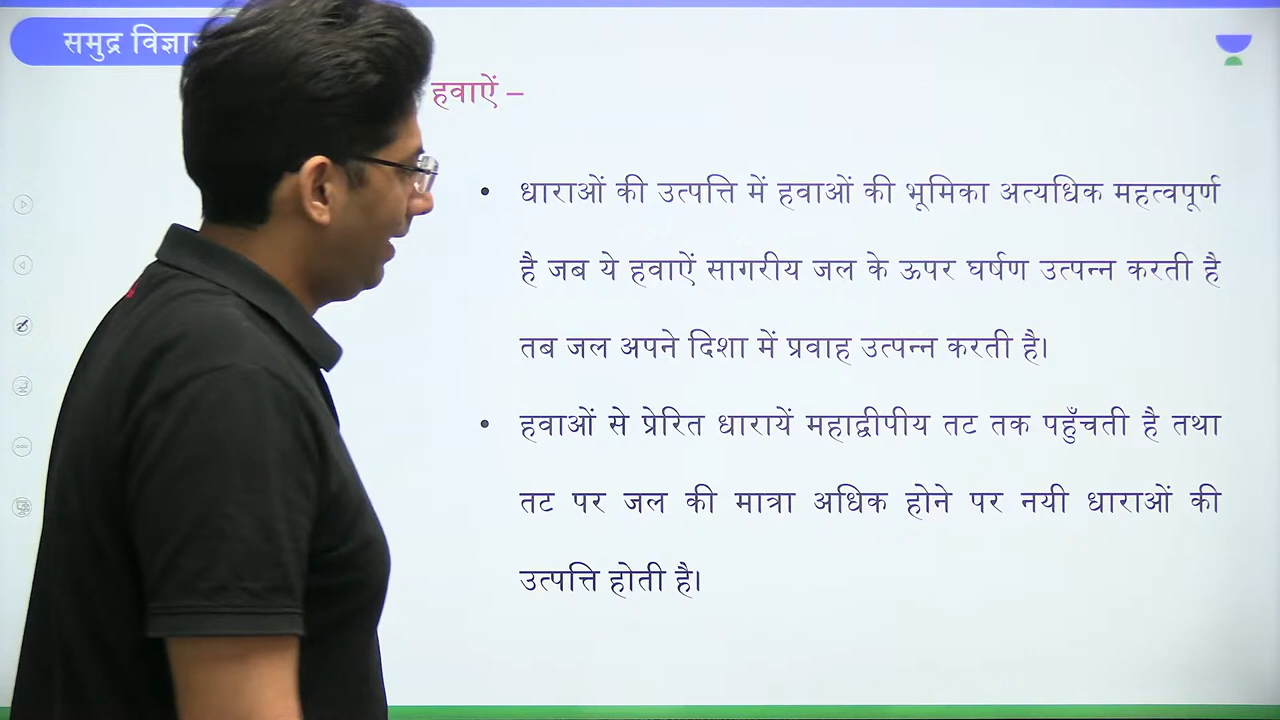 समुद्र
हवाऐं –
• धाराओं की उत्पत्ति में हवाओं की भूमिका अत्यधिक महत्वपूर्ण
है जब ये हवाऐं सागरीय जल के ऊपर घर्षण उत्पन्न करती है
तब जल अपने दिशा में प्रवाह उत्पन्न करती है।
• हवाओं से प्रेरित धारायें महाद्वीपीय तट तक पहुँचती है तथा
तट पर जल की मात्रा अधिक होने पर नयी धाराओं की
उत्पत्ति होती है।